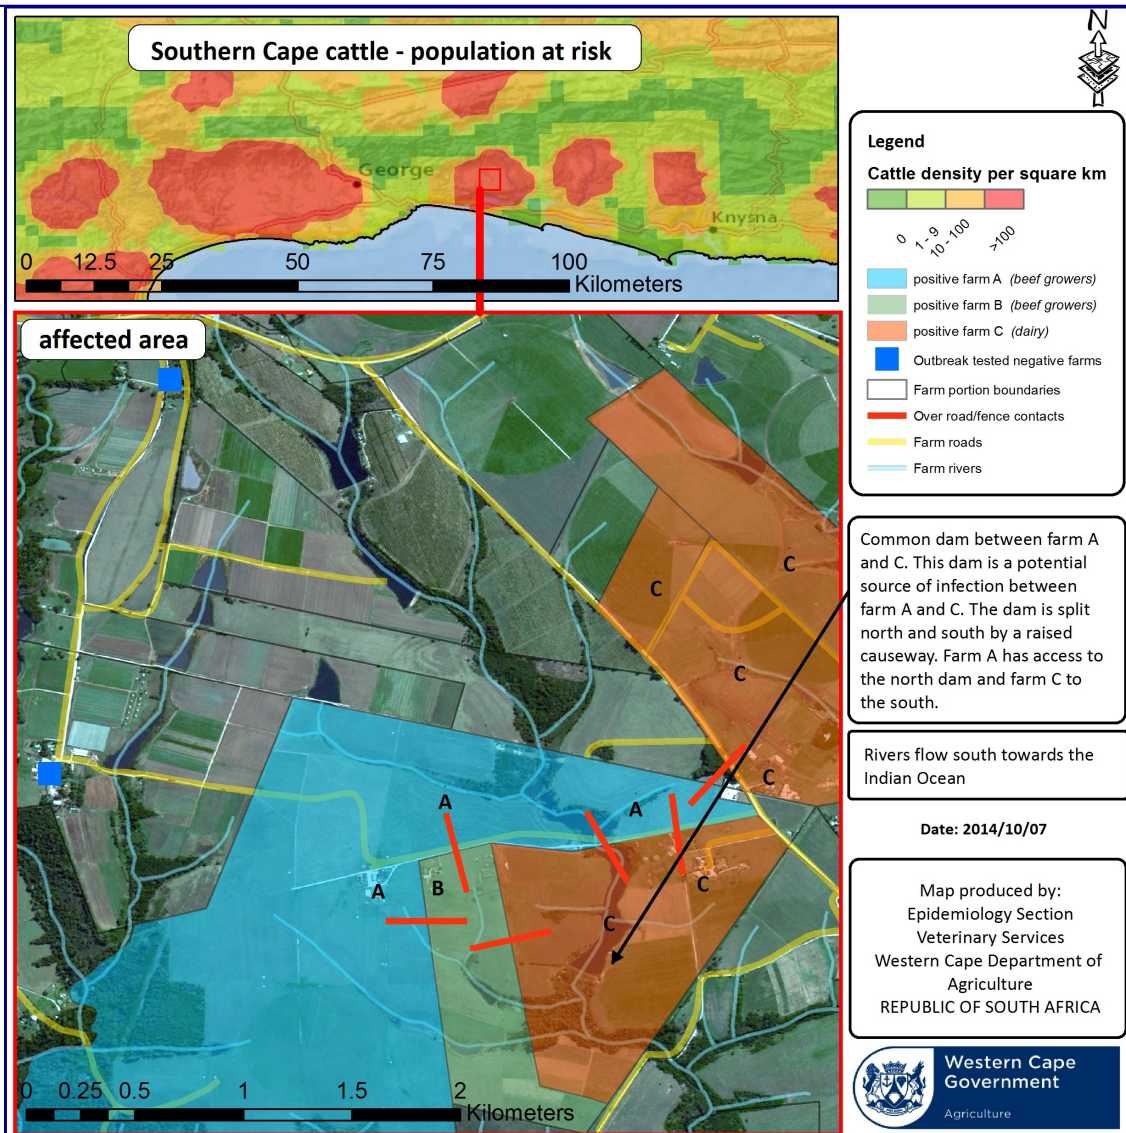 N
Southern Cape cattle - population at risk
George
Knysna
0 12.5 25 50 75 100
Kilometers
affected area
C
C
C
C
A
A
A
B
C
C
0 0.25 0.5 1 1.5 2
Kilometers
Legend
Cattle density per square km
0 1 - 9 10 - 100 >100
positive farm A (beef growers)
positive farm B (beef growers)
positive farm C (dairy)
Outbreak tested negative farms
Farm portion boundaries
Over road/fence contacts
Farm roads
Farm rivers
Common dam between farm A
and C. This dam is a potential
source of infection between
farm A and C. The dam is split
north and south by a raised
causeway. Farm A has access to
the north dam and farm C to
the south.
Rivers flow south towards the
Indian Ocean
Date: 2014/10/07
Map produced by:
Epidemiology Section
Veterinary Services
Western Cape Department of
Agriculture
REPUBLIC OF SOUTH AFRICA
Western Cape
Government
Agriculture